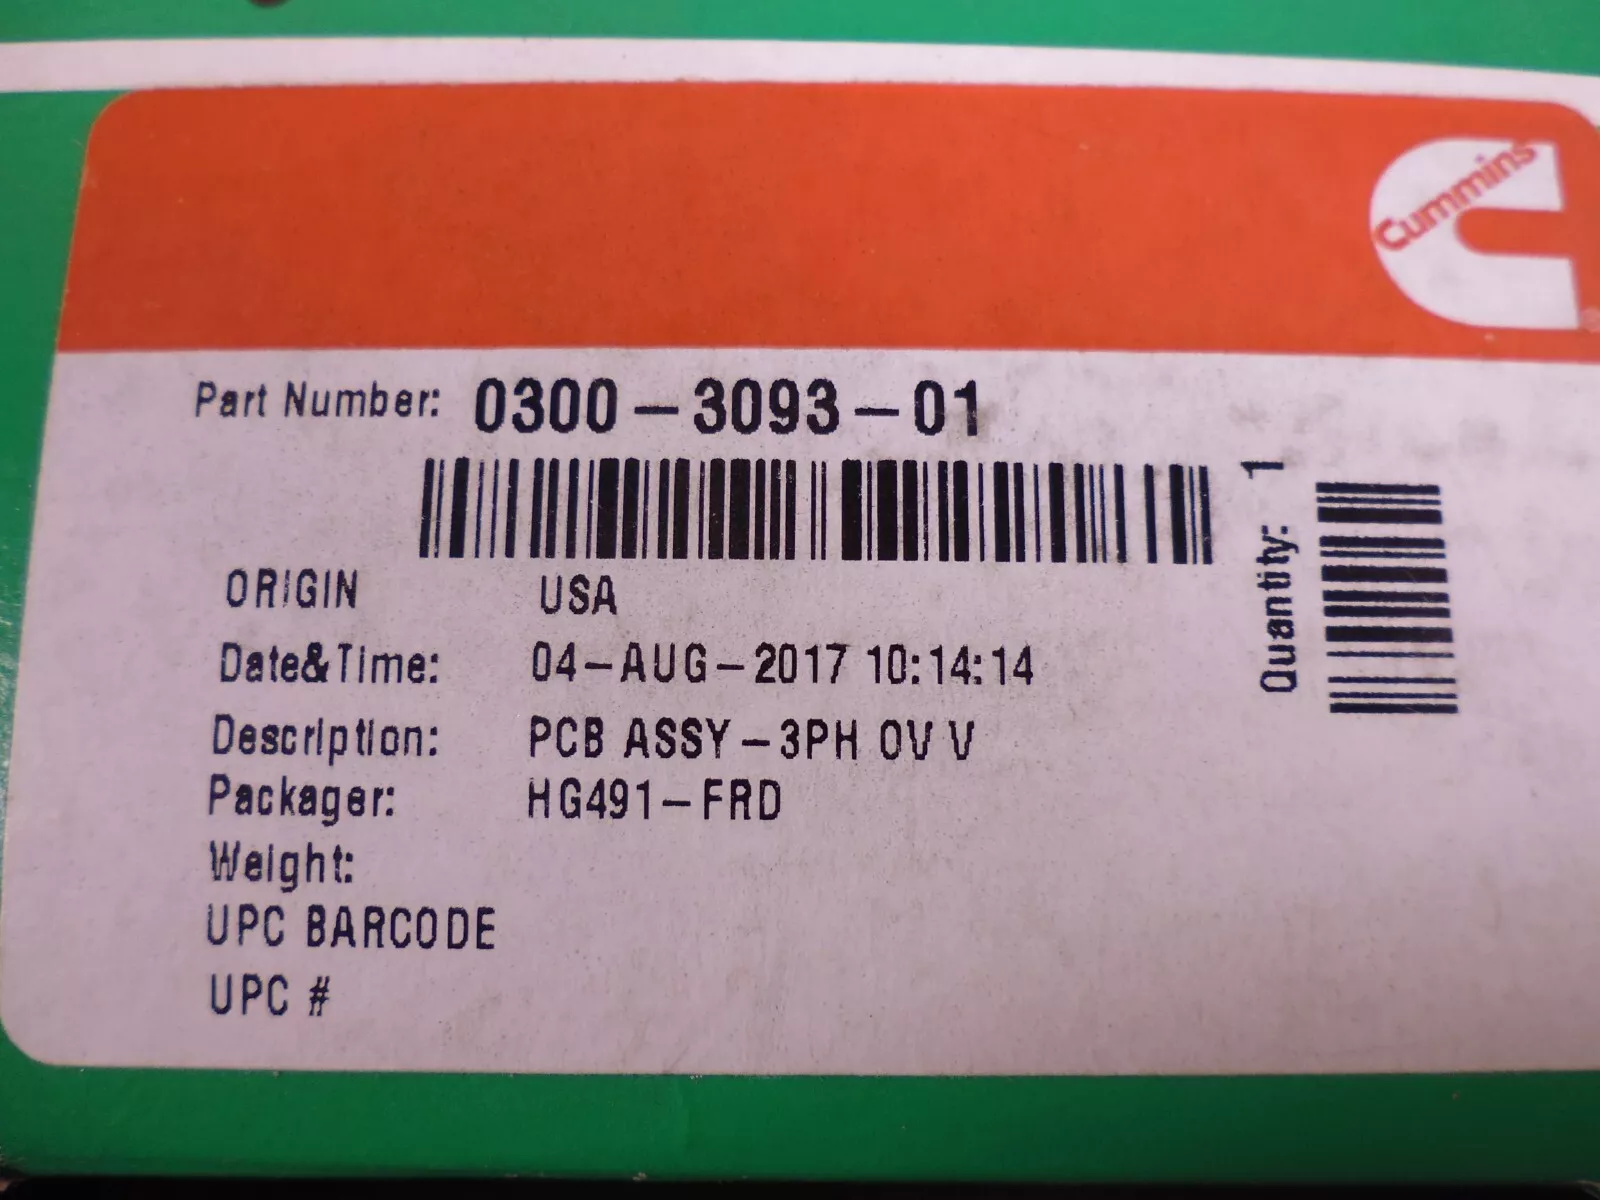 Cummins
Part Number: 0300-3093-01
Quantity: 1
ORIGIN USA
Date&Time: 04-AUG-2017 10:14:14
Description: PCB ASSY-3PH OV V
Packager: HG491-FRD
Weight:
UPC BARCODE
UPC #